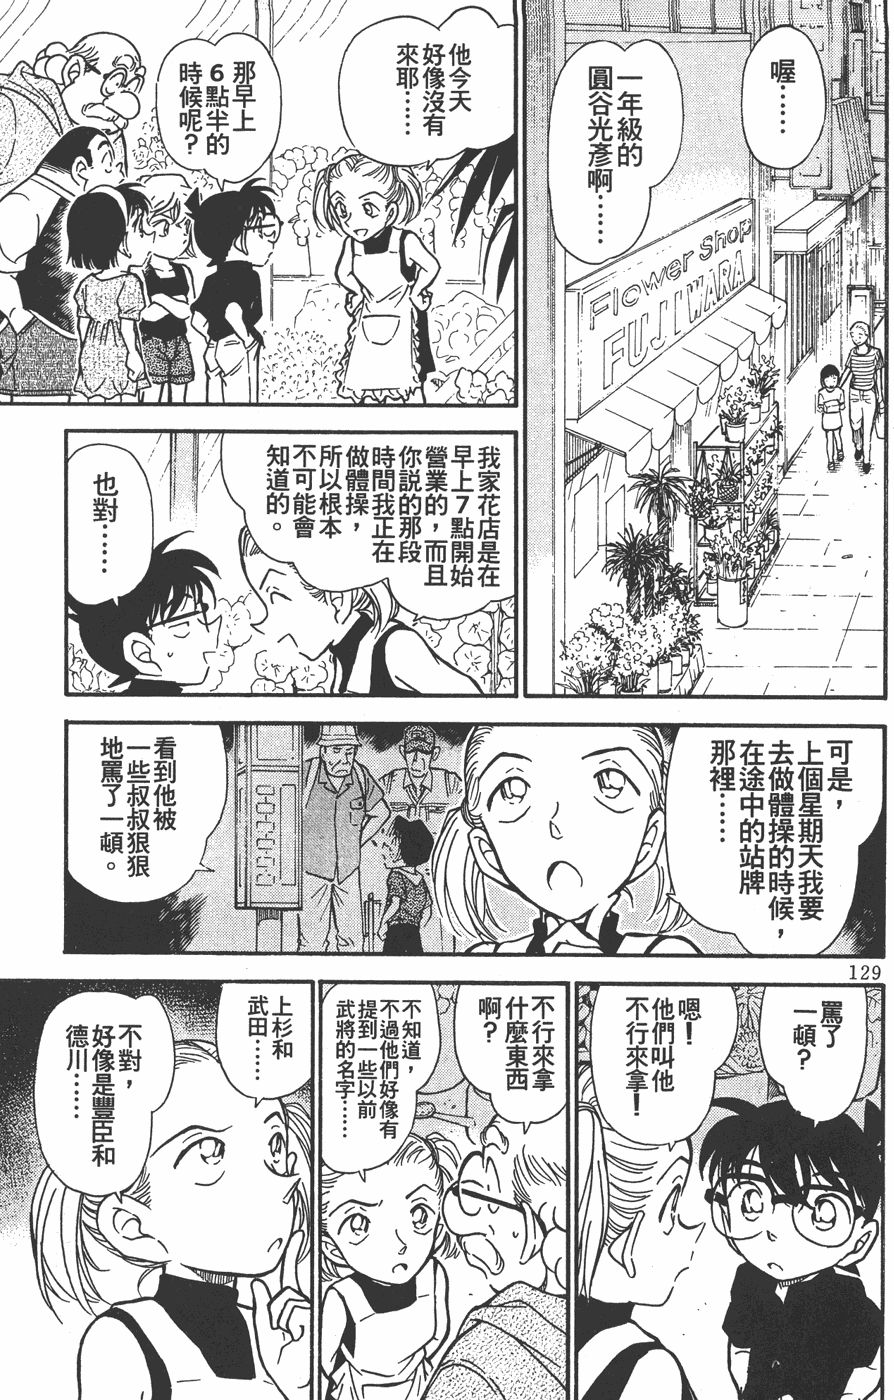 喔⋯⋯
一年級的
圓谷光彥啊⋯⋯
Flower Shop
FUJIWARA
他今天
好像沒有
來耶⋯⋯
那早上
6點半的
時候呢?
我家花店是在
早上7點開始
營業的,而且
你說的那段
時間我正在
做體操,
所以根本
不可能會
知道的。
也對⋯⋯
可是,
上個星期天我要
去做體操的時候,
在途中的站牌
那裡⋯⋯
看到他被
一些叔叔狠狠
地罵了一頓。
129
罵了
一頓?
嗯!
他們叫他
不行來拿!
不行來拿
什麼東西
啊?
不知道,
不過他們好像有
提到一些以前
武將的名字⋯⋯
上杉和
武田⋯⋯
不對,
好像是豐臣和
德川⋯⋯